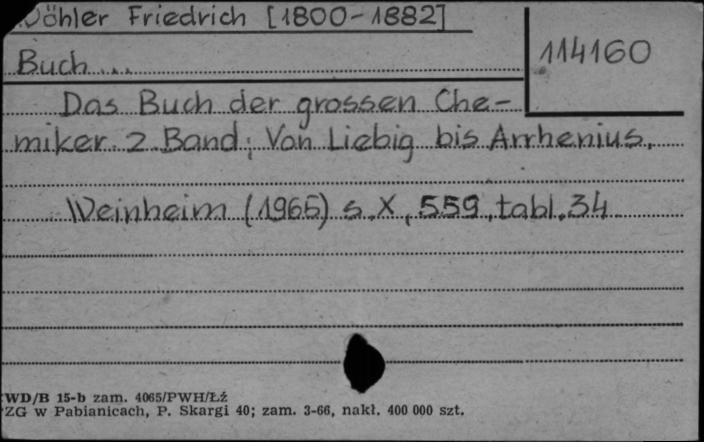 Wöhler Friedrich [1800-1882]
114160
Buch...
Das Buch der grossen Che-
miker. 2 Band: Von Liebig bis Arrhenius.
Weinheim (1965) s. X, 559, tabl. 34
WD/B 15-b zam. 4065/PWH/Łź
PZG w Pabianicach, P. Skargi 40; zam. 3-66, nakł. 400 000 szt.